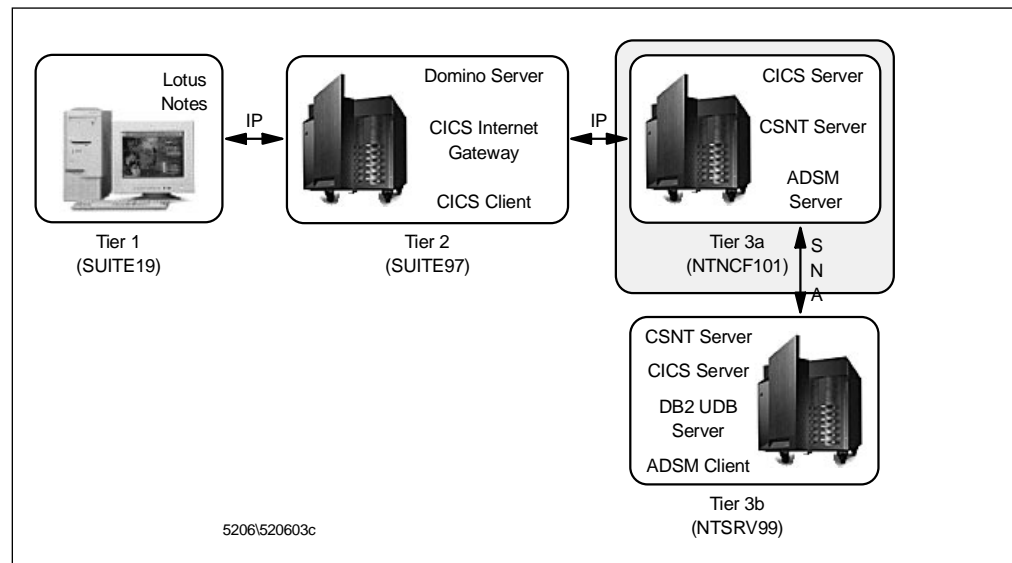 Lotus
Notes
IP
Domino Server
CICS Internet
Gateway
CICS Client
IP
CICS Server
CSNT Server
ADSM
Server
Tier 1
(SUITE19)
Tier 2
(SUITE97)
Tier 3a
(NTNCF101)
S
N
A
CSNT Server
CICS Server
DB2 UDB
Server
ADSM Client
Tier 3b
(NTSRV99)
5206\520603c